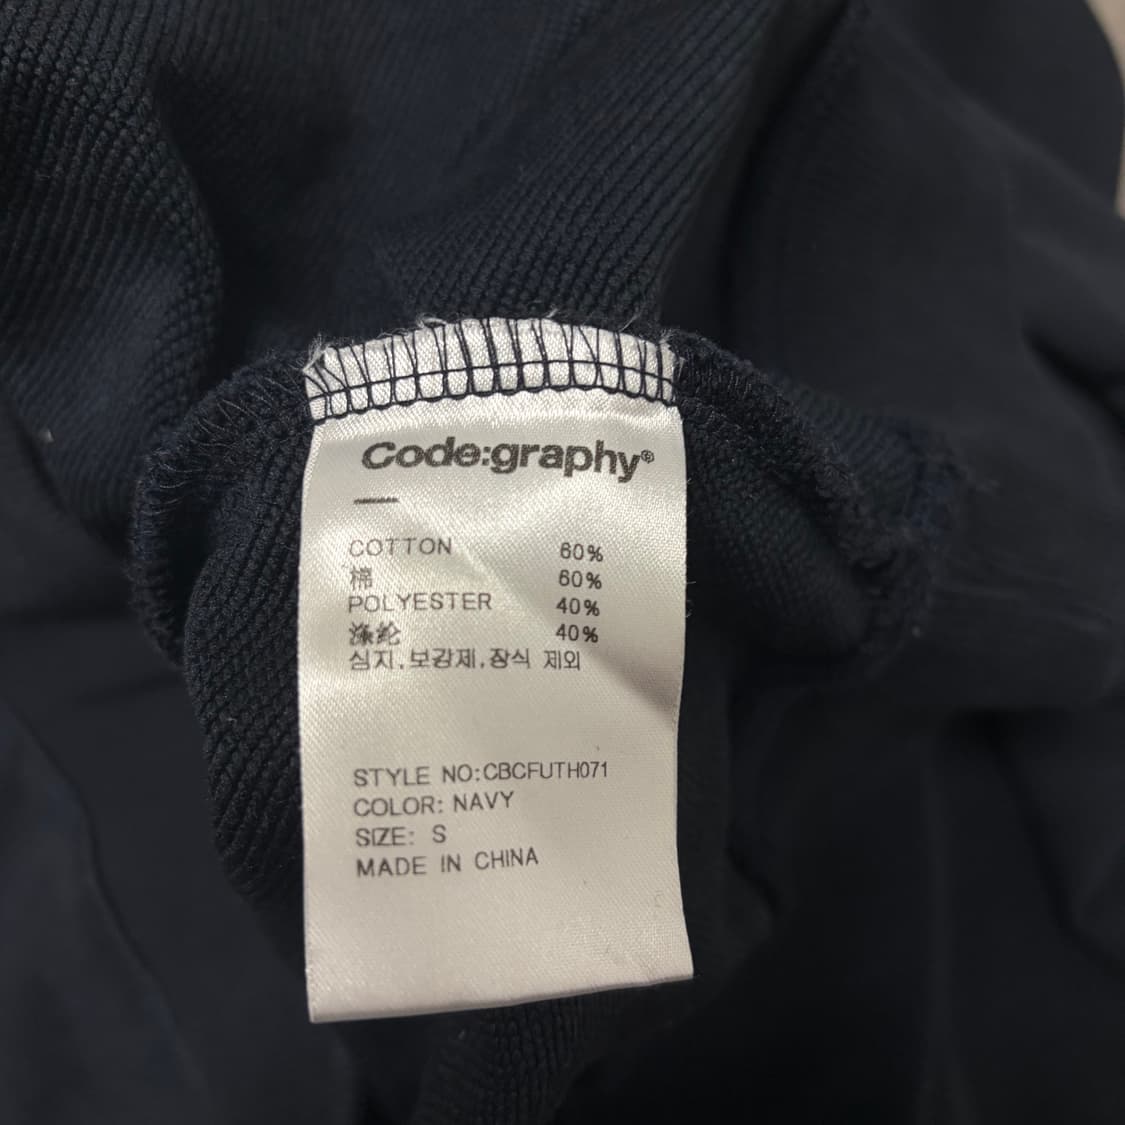 Code:graphy®
COTTON 60%
棉 60%
POLYESTER 40%
涤纶 40%
심지,보강제,장식 제외
STYLE NO:CBCFUTH071
COLOR: NAVY
SIZE: S
MADE IN CHINA